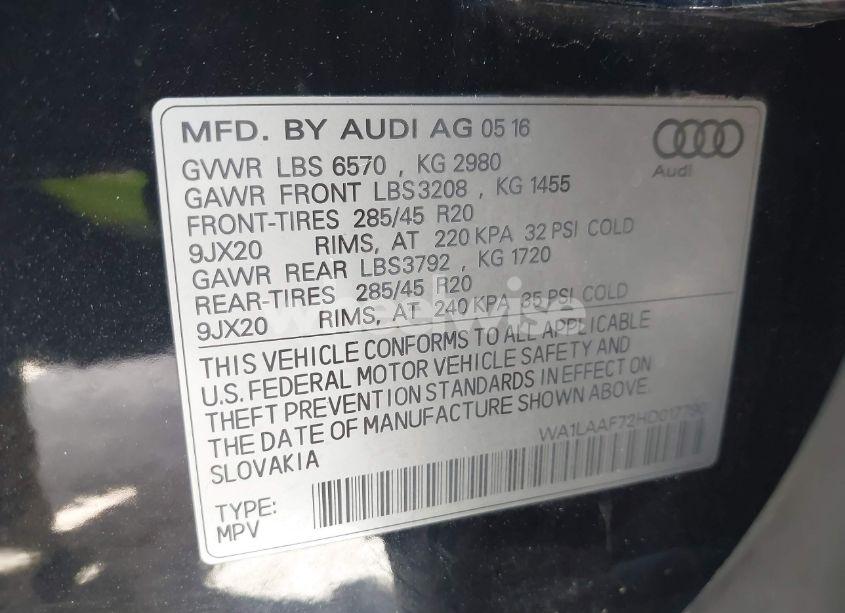 MFD. BY AUDI AG 05 16
Audi
GVWR LBS 6570 , KG 2980
GAWR FRONT LBS3208 , KG 1455
FRONT-TIRES 285/45 R20
9JX20 RIMS, AT 220 KPA 32 PSI COLD
GAWR REAR LBS3792 , KG 1720
REAR-TIRES 285/45 R20
9JX20 RIMS, AT 240 KPA 35 PSI COLD
wheelwise
THIS VEHICLE CONFORMS TO ALL APPLICABLE
U.S. FEDERAL MOTOR VEHICLE SAFETY AND
THEFT PREVENTION STANDARDS IN EFFECT ON
THE DATE OF MANUFACTURE SHOWN ABOVE.
SLOVAKIA
WA1LAAF72HD017790
TYPE:
MPV